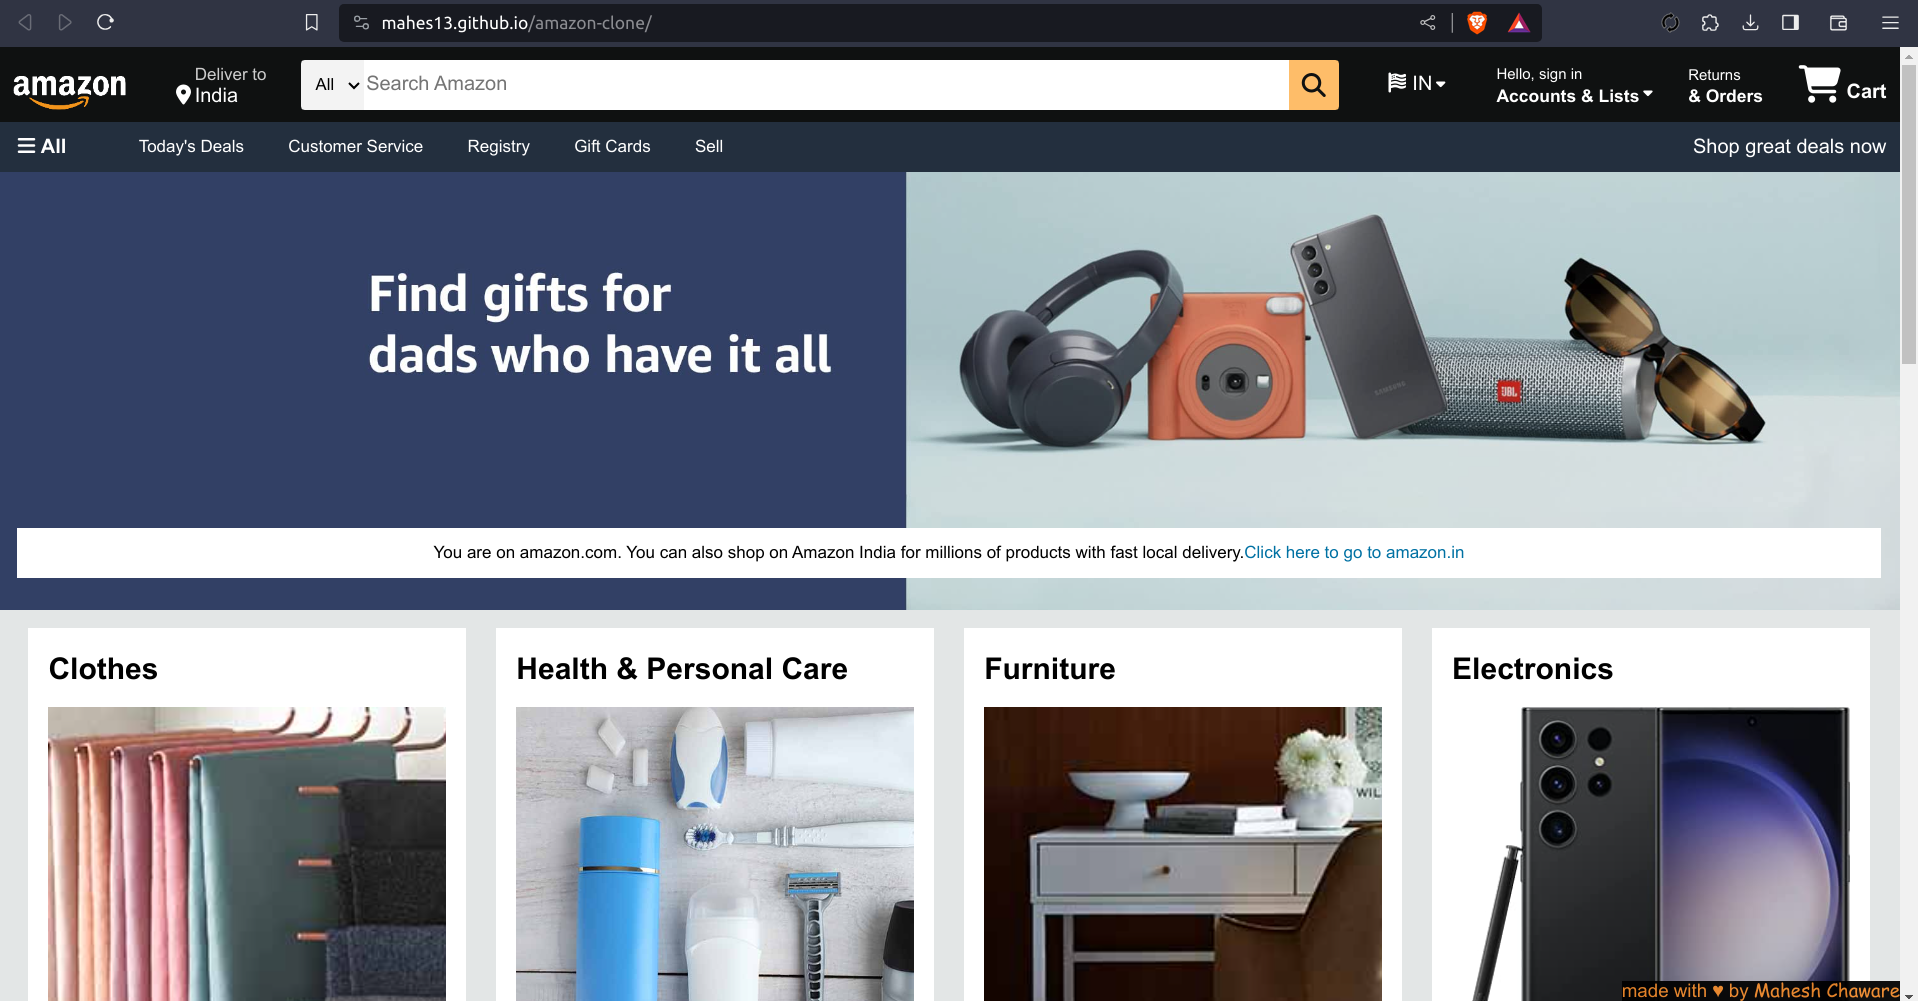 mahes13.github.io/amazon-clone/
amazon
Deliver to
India
All
Search Amazon
IN
Hello, sign in
Accounts & Lists
Returns
& Orders
Cart
All
Today's Deals
Customer Service
Registry
Gift Cards
Sell
Shop great deals now
Find gifts for
dads who have it all
SAMSUNG
JBL
You are on amazon.com. You can also shop on Amazon India for millions of products with fast local delivery.Click here to go to amazon.in
Clothes
Health & Personal Care
Furniture
Electronics
WIL
made with ♥ by Mahesh Chaware